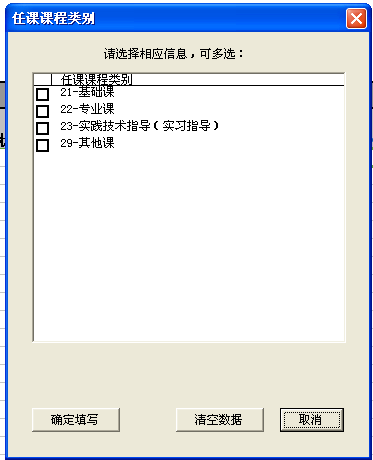 任课课程类别
请选择相应信息，可多选：
任课课程类别
21-基础课
22-专业课
23-实践技术指导（实习指导）
29-其他课
确定填写
清空数据
取消